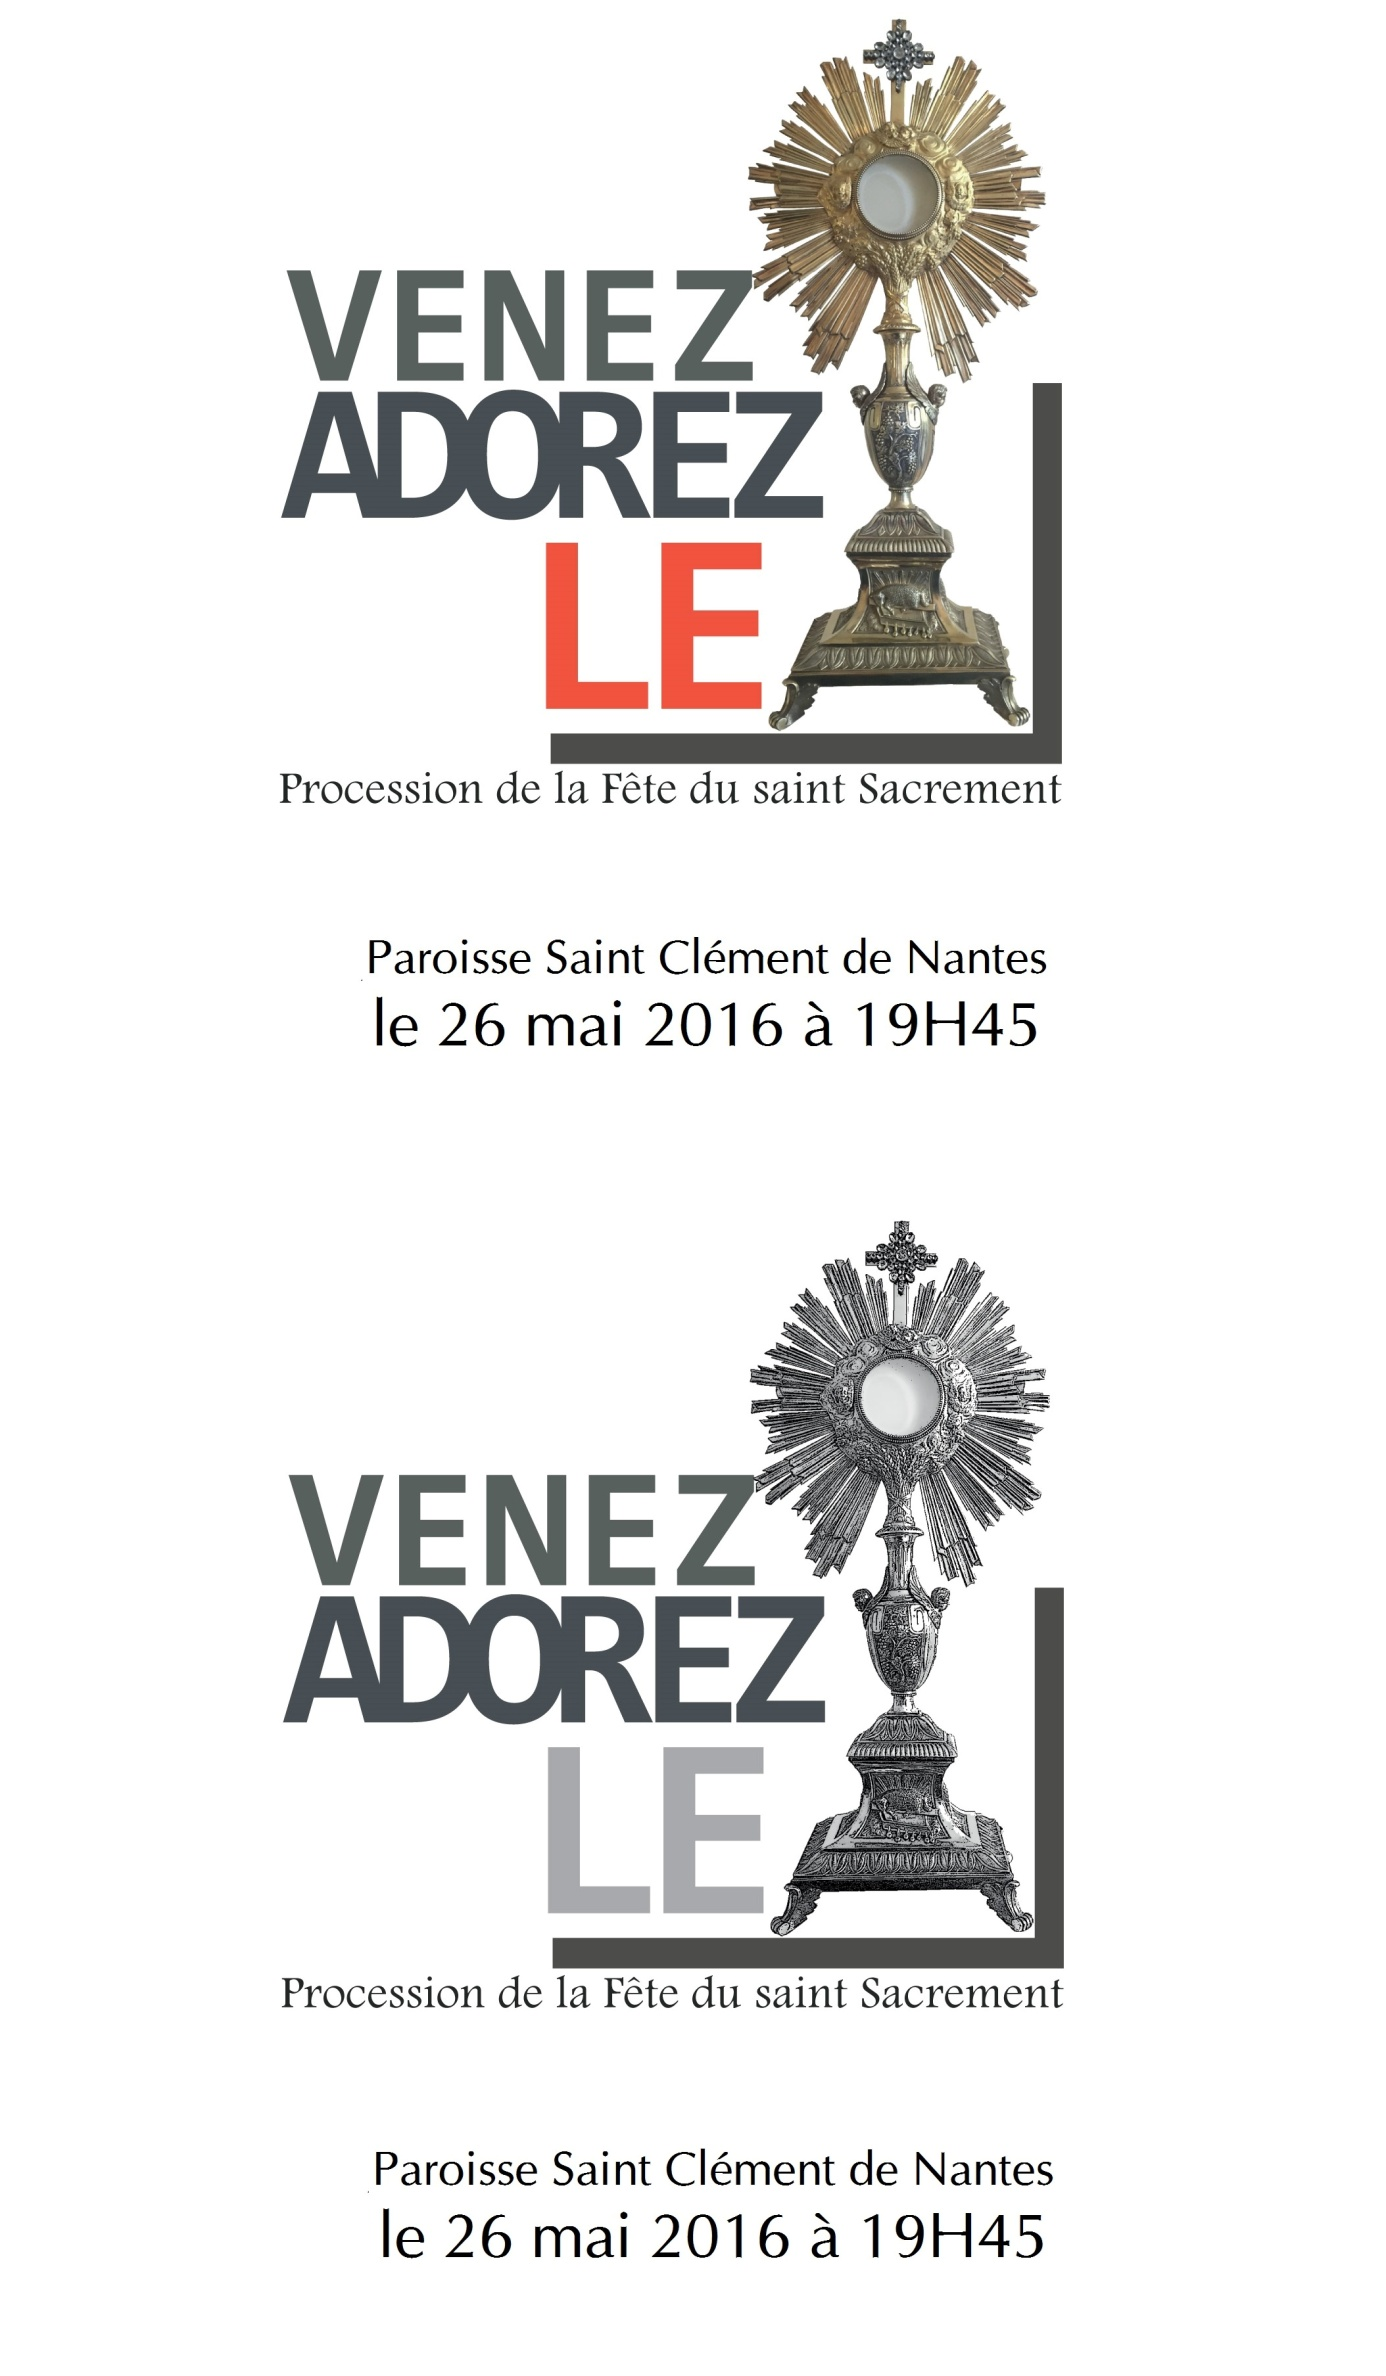 VENEZ
ADOREZ
LE
Procession de la Fête du saint Sacrement
Paroisse Saint Clément de Nantes
le 26 mai 2016 à 19H45
VENEZ
ADOREZ
LE
Procession de la Fête du saint Sacrement
Paroisse Saint Clément de Nantes
le 26 mai 2016 à 19H45